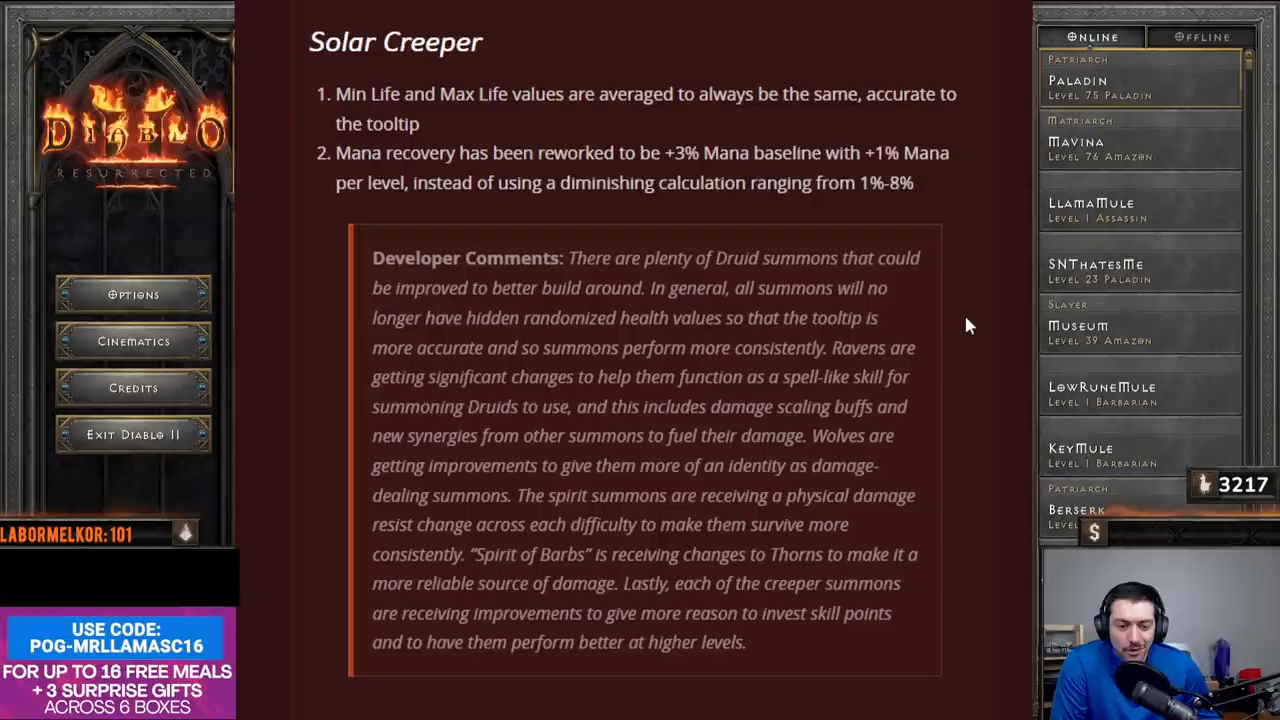 DIABLO
II
RESURRECTED
OPTIONS
CINEMATICS
CREDITS
EXIT DIABLO II
LABORMELKOR: 101
USE CODE:
POG-MRLLAMASC16
FOR UP TO 16 FREE MEALS
+ 3 SURPRISE GIFTS
ACROSS 6 BOXES
Solar Creeper
1. Min Life and Max Life values are averaged to always be the same, accurate to
the tooltip
2. Mana recovery has been reworked to be +3% Mana baseline with +1% Mana
per level, instead of using a diminishing calculation ranging from 1%-8%
Developer Comments: There are plenty of Druid summons that could
be improved to better build around. In general, all summons will no
longer have hidden randomized health values so that the tooltip is
more accurate and so summons perform more consistently. Ravens are
getting significant changes to help them function as a spell-like skill for
summoning Druids to use, and this includes damage scaling buffs and
new synergies from other summons to fuel their damage. Wolves are
getting improvements to give them more of an identity as damage-
dealing summons. The spirit summons are receiving a physical damage
resist change across each difficulty to make them survive more
consistently. “Spirit of Barbs” is receiving changes to Thorns to make it a
more reliable source of damage. Lastly, each of the creeper summons
are receiving improvements to give more reason to invest skill points
and to have them perform better at higher levels.
ONLINE
OFFLINE
PATRIARCH
PALADIN
LEVEL 75 PALADIN
MATRIARCH
MAVINA
LEVEL 76 AMAZON
LLAMAMULE
LEVEL 1 ASSASSIN
SNTHATESME
LEVEL 23 PALADIN
SLAYER
MUSEUM
LEVEL 39 AMAZON
LOWRUNEMULE
LEVEL 1 BARBARIAN
KEYMULE
LEVEL 1 BARBARIAN
PATRIARCH
BERSERK
LEVEL
3217
$